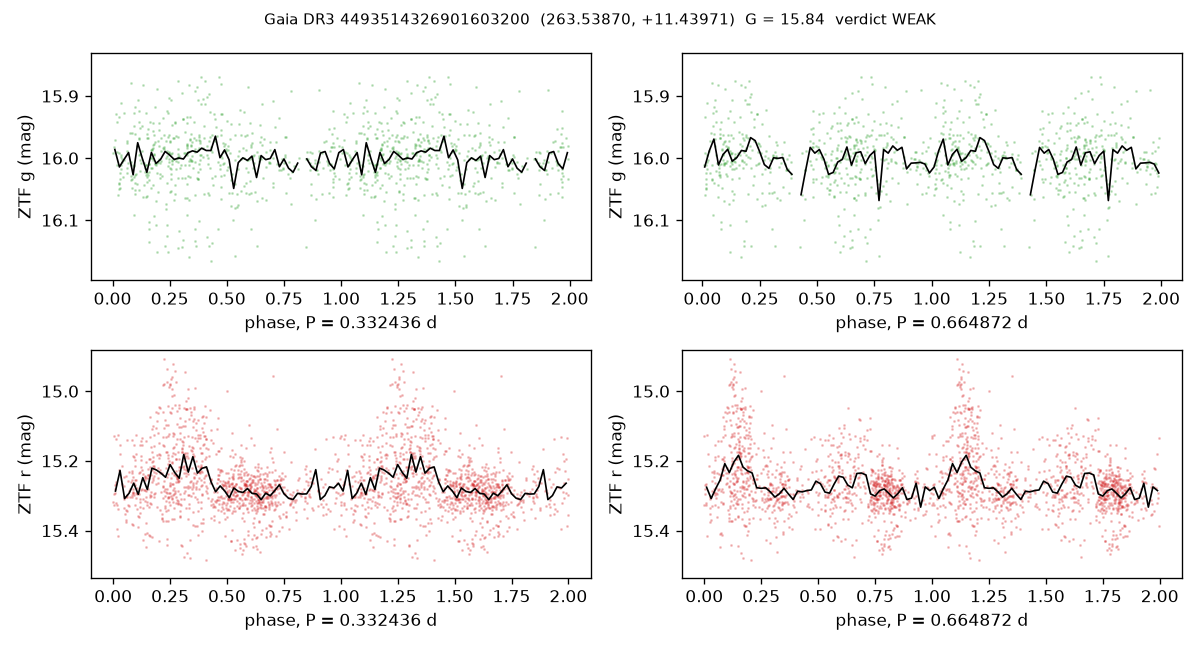 Gaia DR3 4493514326901603200  (263.53870, +11.43971)  G = 15.84  verdict WEAK
ZTF g (mag)
15.9
16.0
16.1
0.00 0.25 0.50 0.75 1.00 1.25 1.50 1.75 2.00
phase, P = 0.332436 d
ZTF g (mag)
15.9
16.0
16.1
0.00 0.25 0.50 0.75 1.00 1.25 1.50 1.75 2.00
phase, P = 0.664872 d
ZTF r (mag)
15.0
15.2
15.4
0.00 0.25 0.50 0.75 1.00 1.25 1.50 1.75 2.00
phase, P = 0.332436 d
ZTF r (mag)
15.0
15.2
15.4
0.00 0.25 0.50 0.75 1.00 1.25 1.50 1.75 2.00
phase, P = 0.664872 d